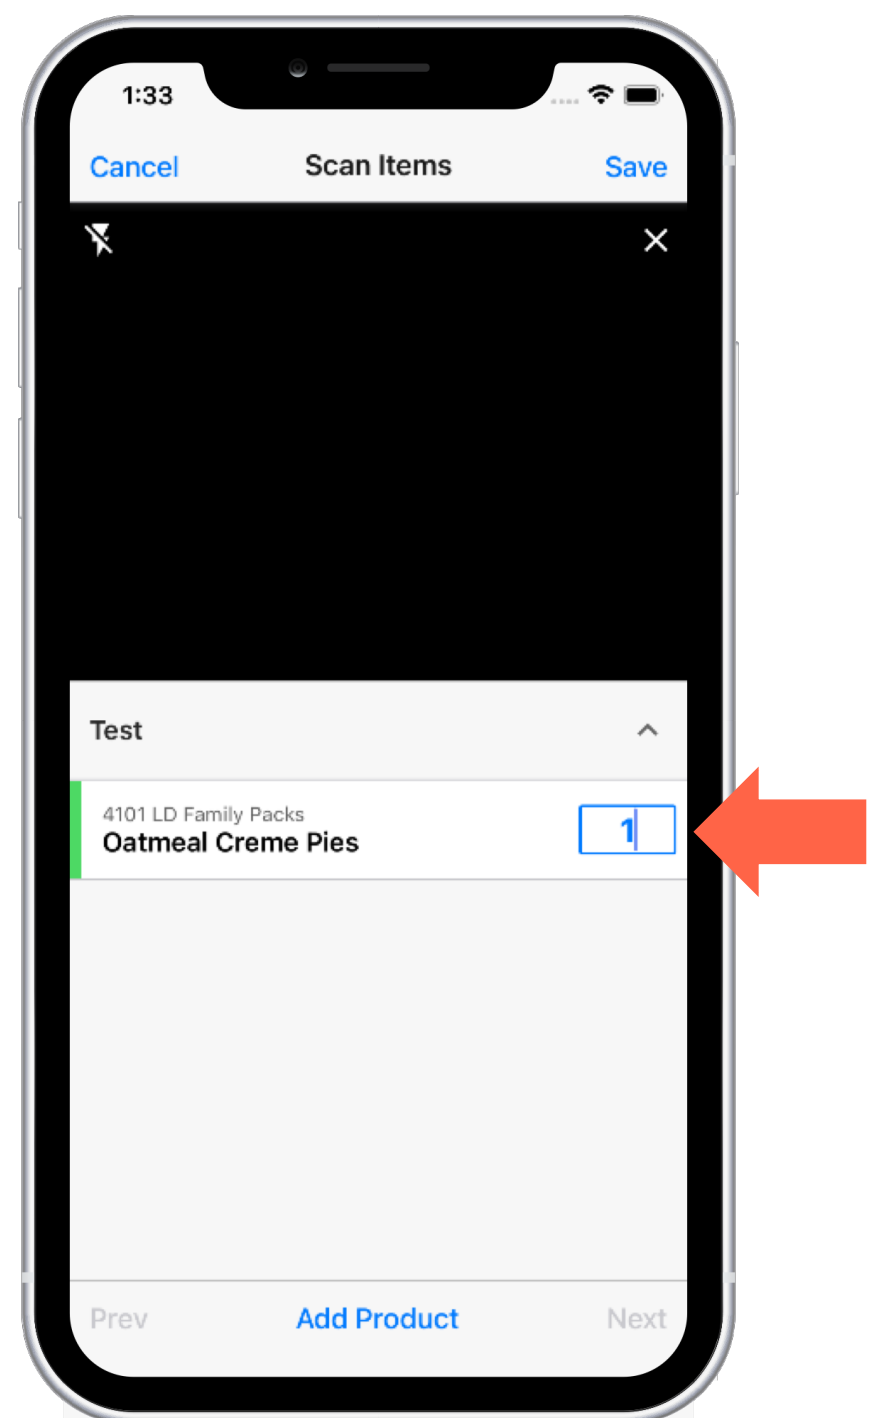 1:33
Cancel Scan Items Save
Test
4101 LD Family Packs
Oatmeal Creme Pies 1
Prev Add Product Next